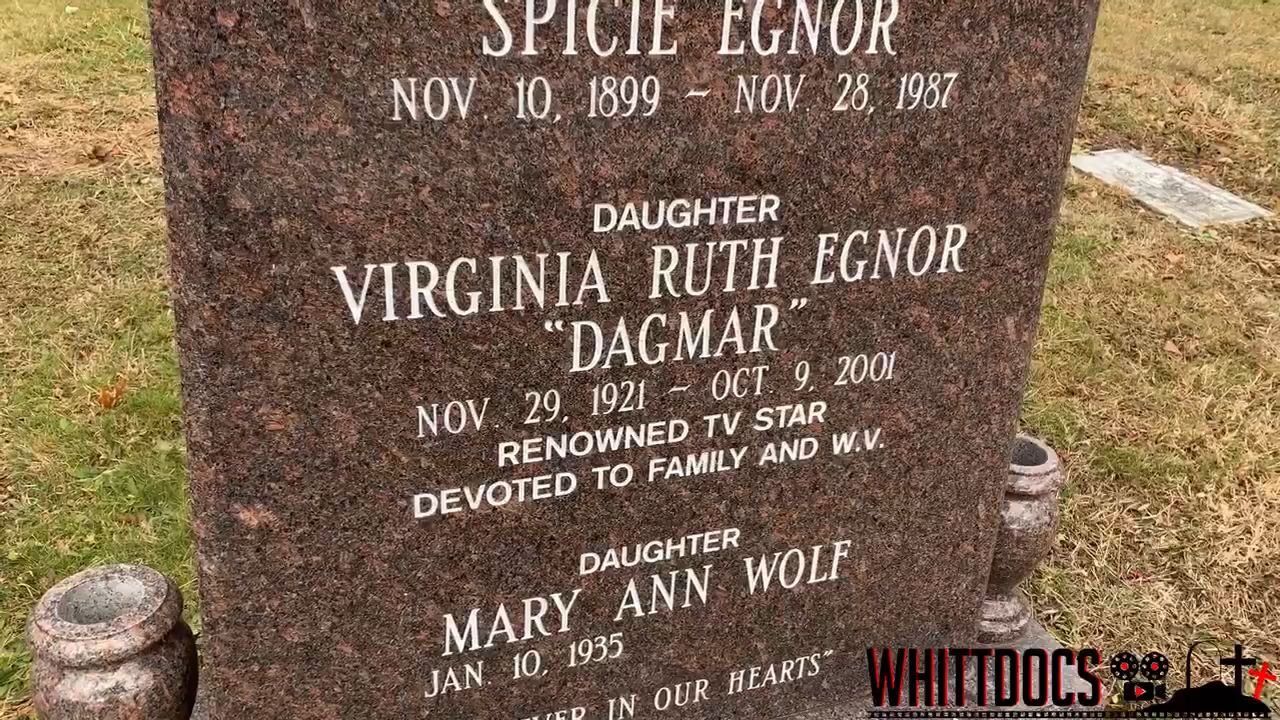 SPICIE EGNOR
NOV. 10, 1899 ~ NOV. 28, 1987
DAUGHTER
VIRGINIA RUTH EGNOR
“DAGMAR”
NOV. 29, 1921 ~ OCT. 9, 2001
RENOWNED TV STAR
DEVOTED TO FAMILY AND W.V.
DAUGHTER
MARY ANN WOLF
JAN. 10, 1935
IN OUR HEARTS”
WHITTDOCS